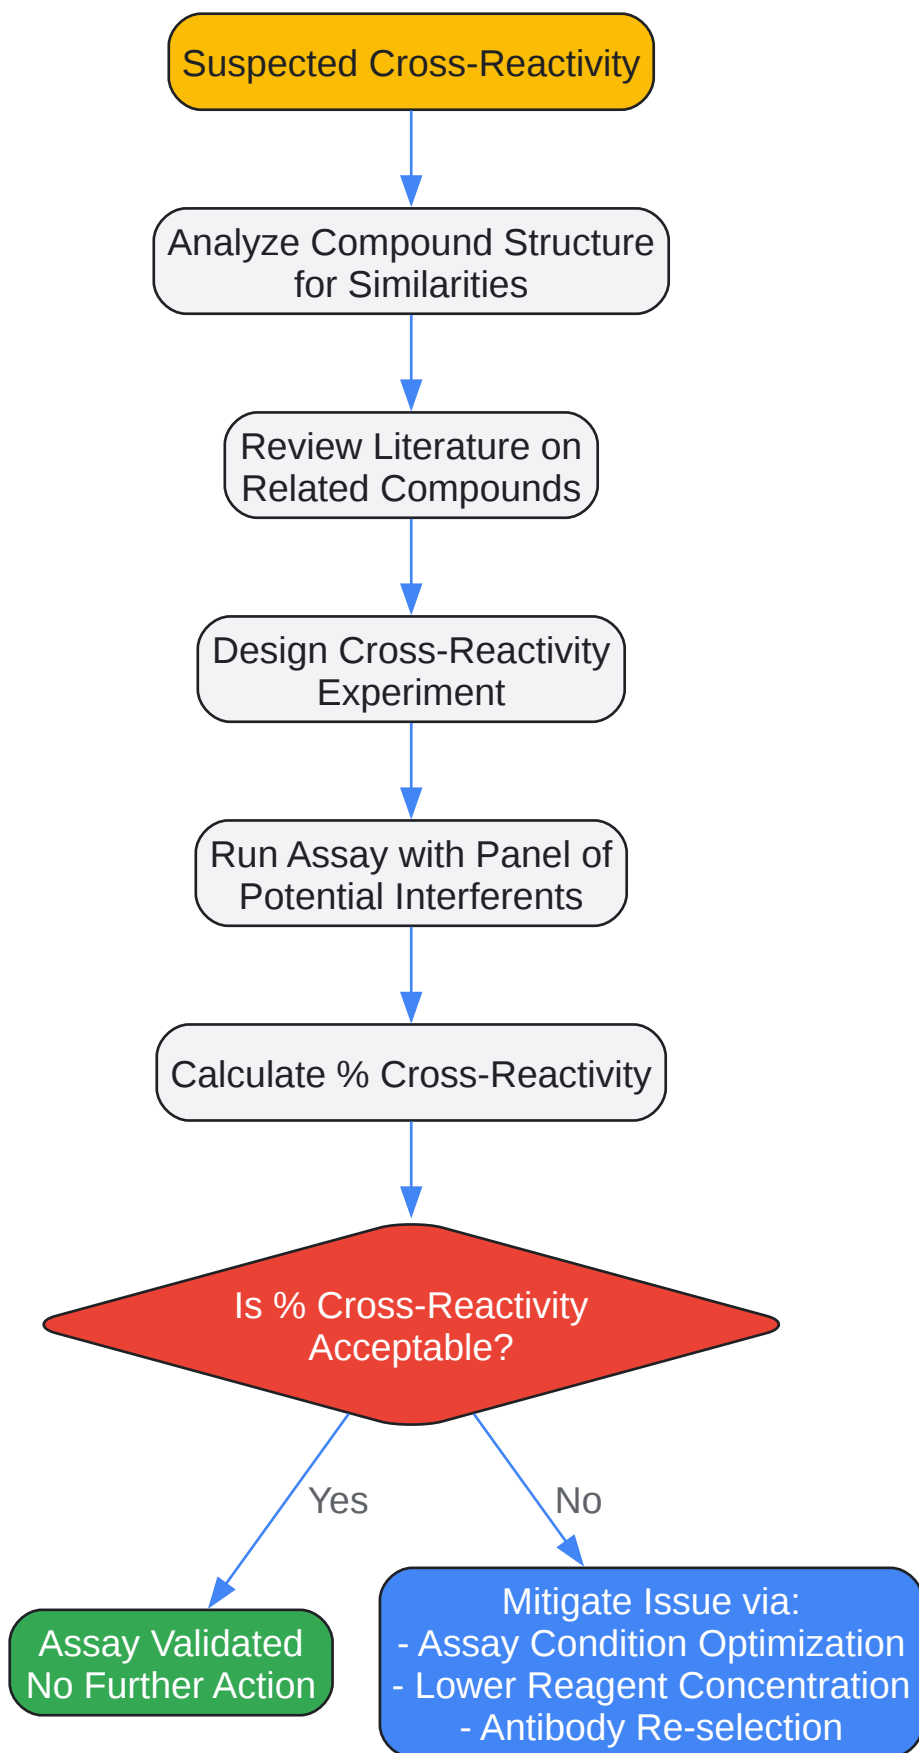 Suspected Cross-Reactivity
Analyze Compound Structure
for Similarities
Review Literature on
Related Compounds
Design Cross-Reactivity
Experiment
Run Assay with Panel of
Potential Interferents
Calculate % Cross-Reactivity
Is % Cross-Reactivity
Acceptable?
Yes
No
Assay Validated
No Further Action
Mitigate Issue via:
- Assay Condition Optimization
- Lower Reagent Concentration
- Antibody Re-selection